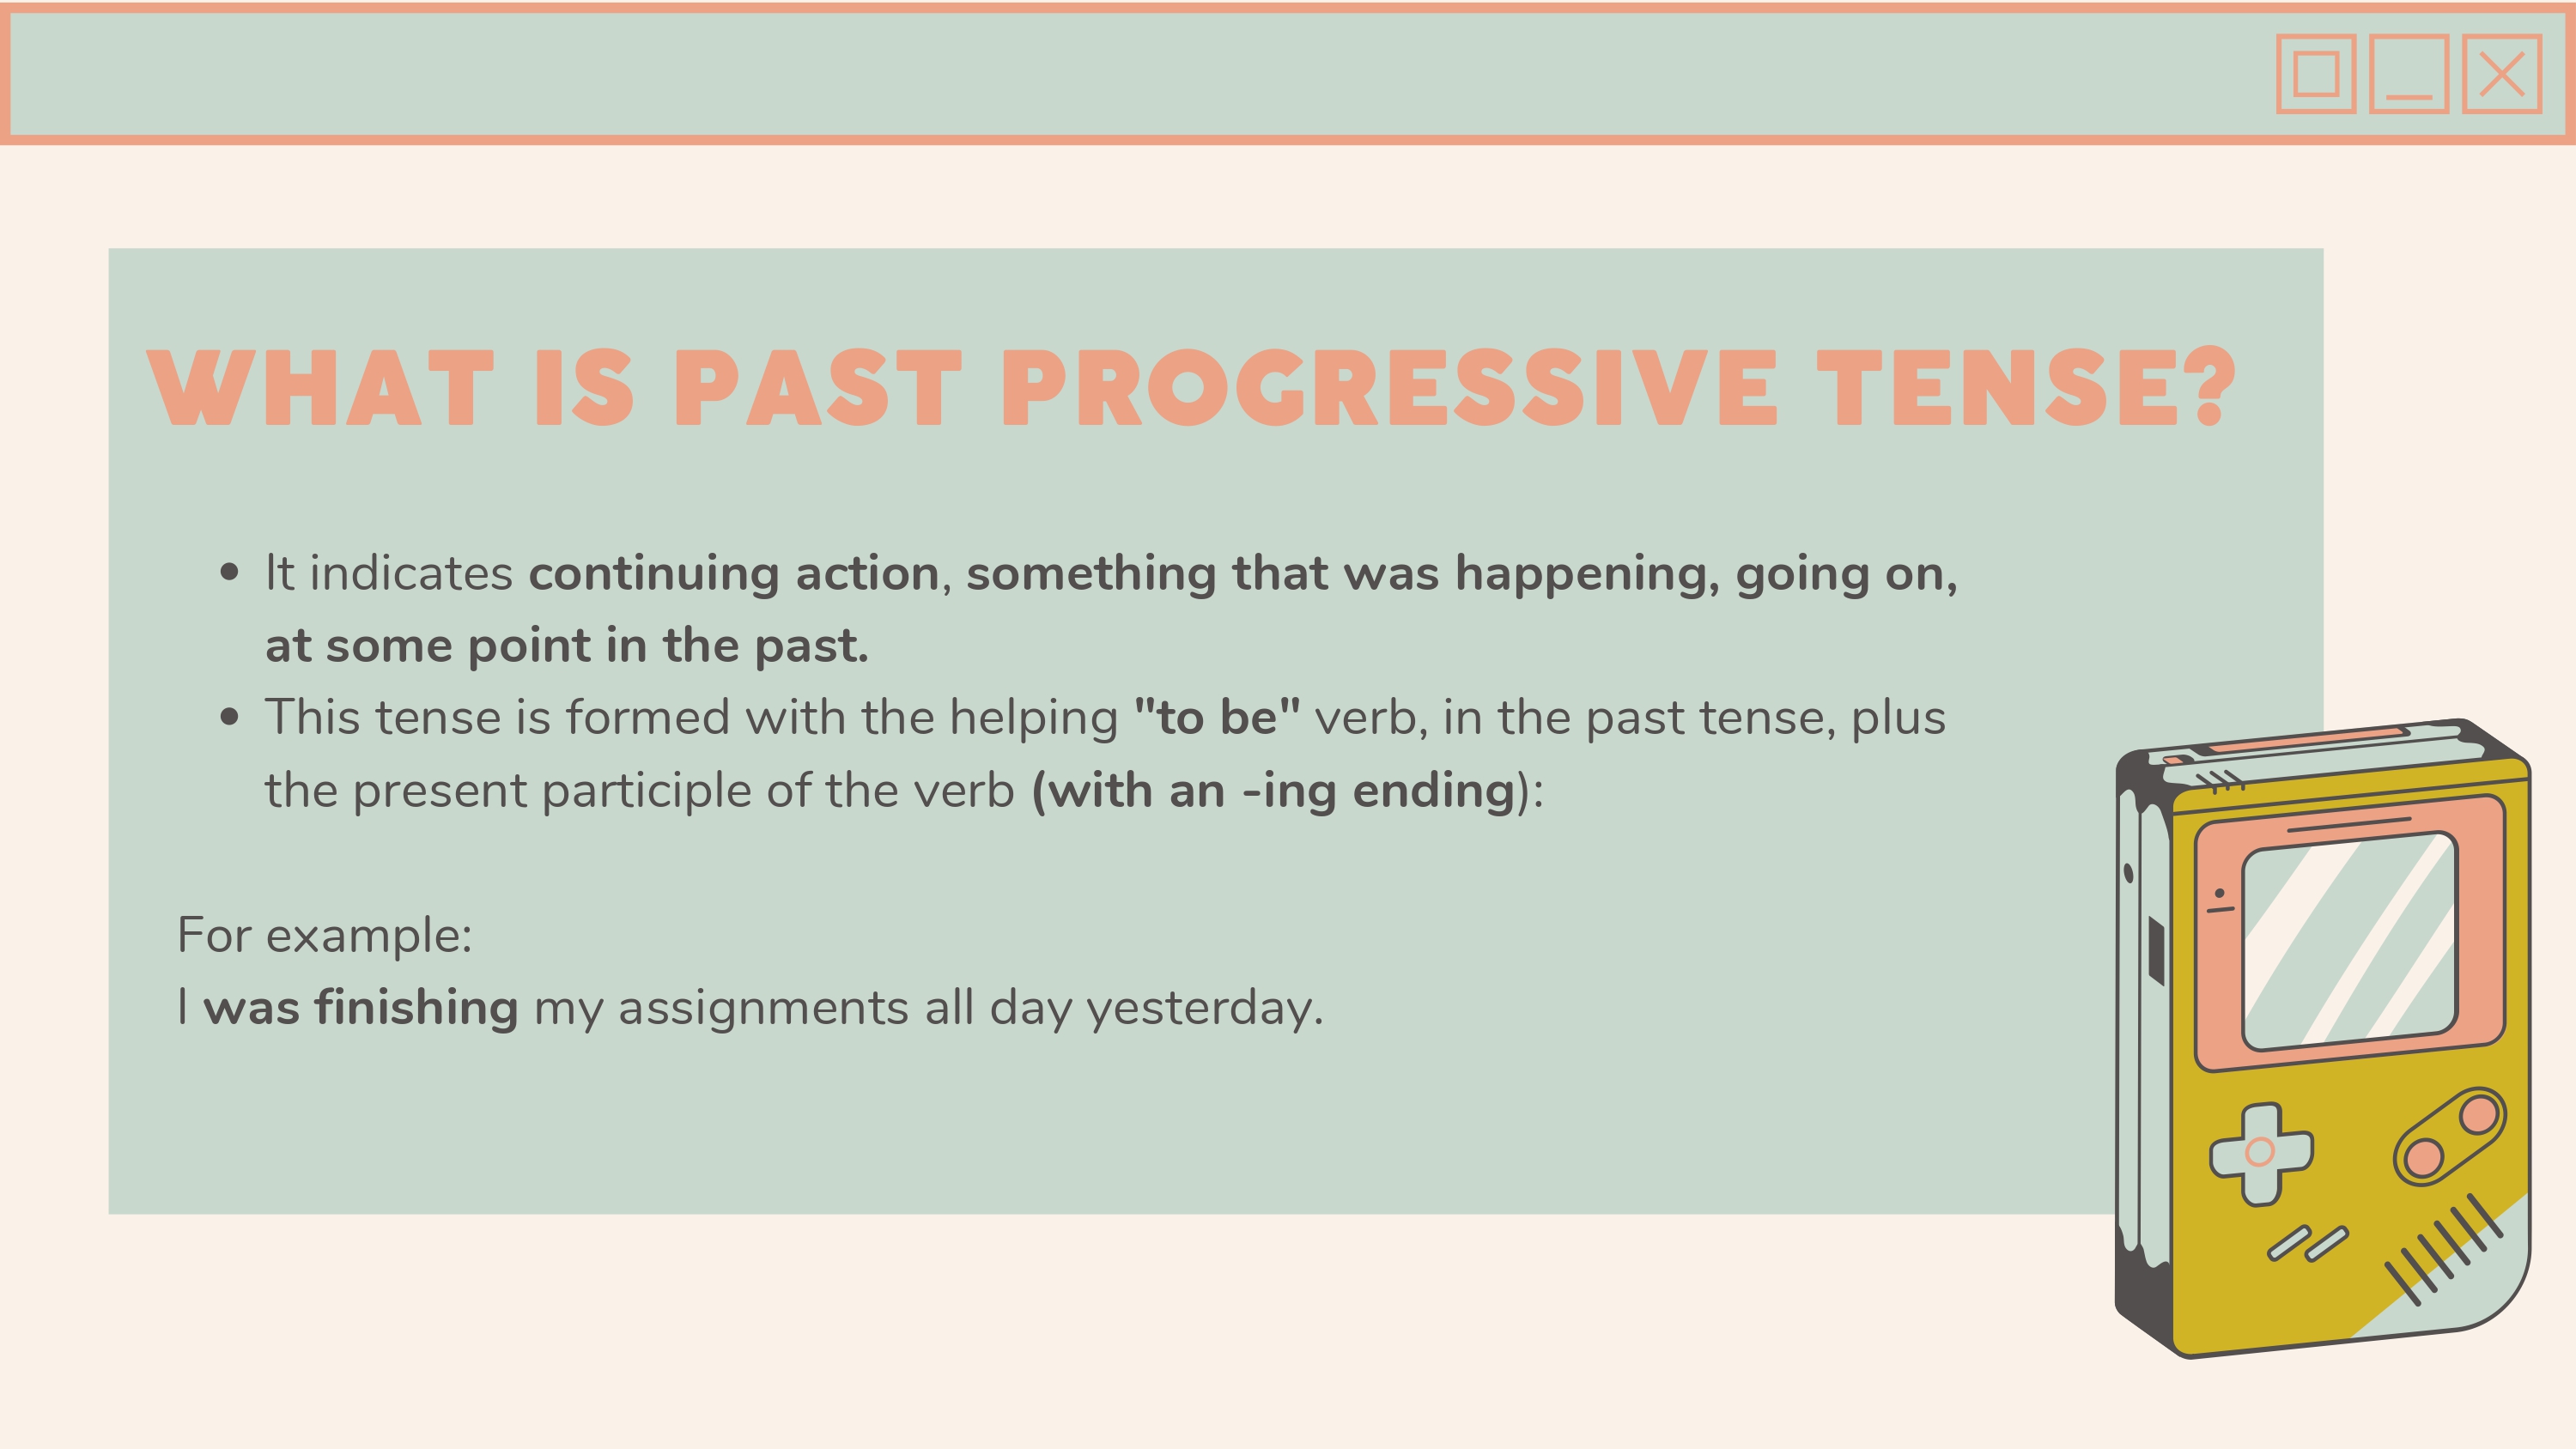 WHAT IS PAST PROGRESSIVE TENSE?
• It indicates continuing action, something that was happening, going on,
at some point in the past.
• This tense is formed with the helping "to be" verb, in the past tense, plus
the present participle of the verb (with an -ing ending):
For example:
I was finishing my assignments all day yesterday.